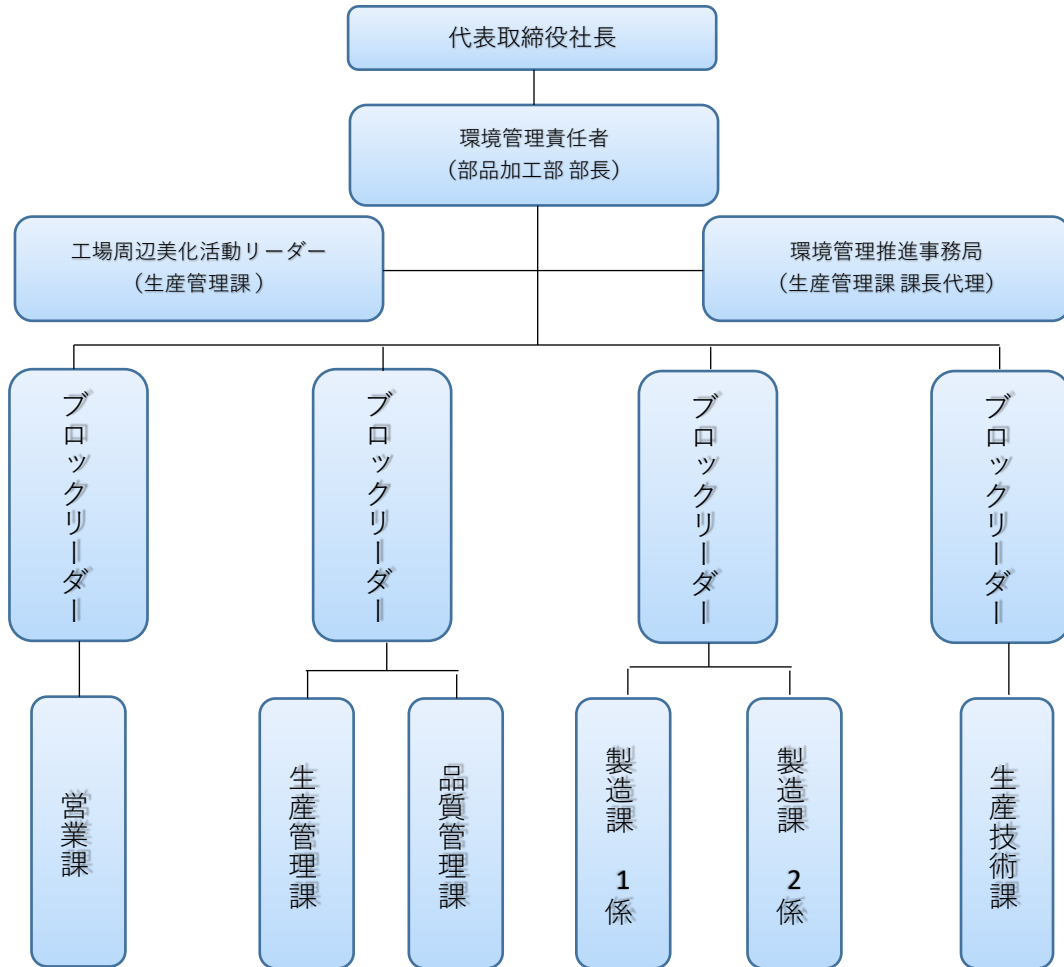 代表取締役社長
環境管理責任者
（部品加工部 部長）
工場周辺美化活動リーダー
（生産管理課 ）
環境管理推進事務局
（生産管理課 課長代理）
ブロックリーダー
ブロックリーダー
ブロックリーダー
ブロックリーダー
営業課
生産管理課
品質管理課
製造課 1係
製造課 2係
生産技術課